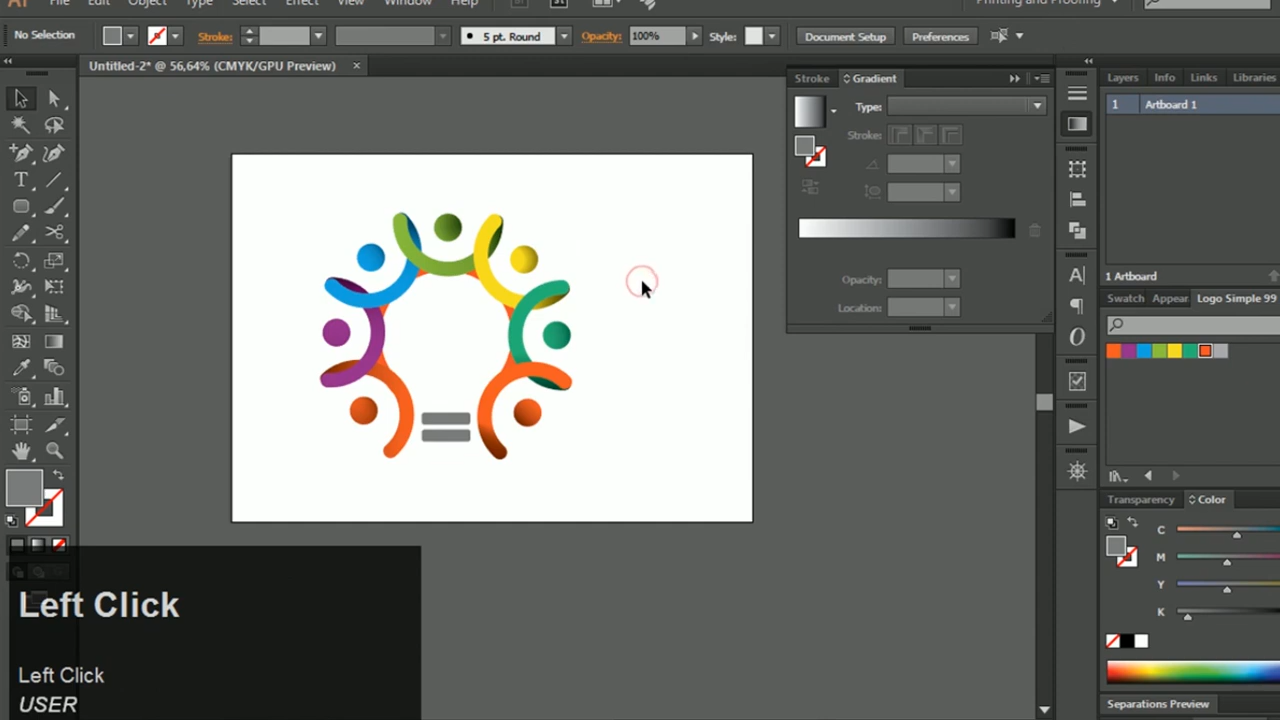 Ai File Edit Object Type Select Effect View Window Help Br St Printing and Proofing
No Selection Stroke: 5 pt. Round Opacity: 100% Style: Document Setup Preferences
Untitled-2* @ 56,64% (CMYK/GPU Preview) ×
Stroke Gradient
Type:
Stroke:
Opacity:
Location:
Layers Info Links Libraries
1 Artboard 1
1 Artboard
Swatch Appear Logo Simple 99
Transparency Color
C
M
Y
K
Separations Preview
Left Click
Left Click
USER